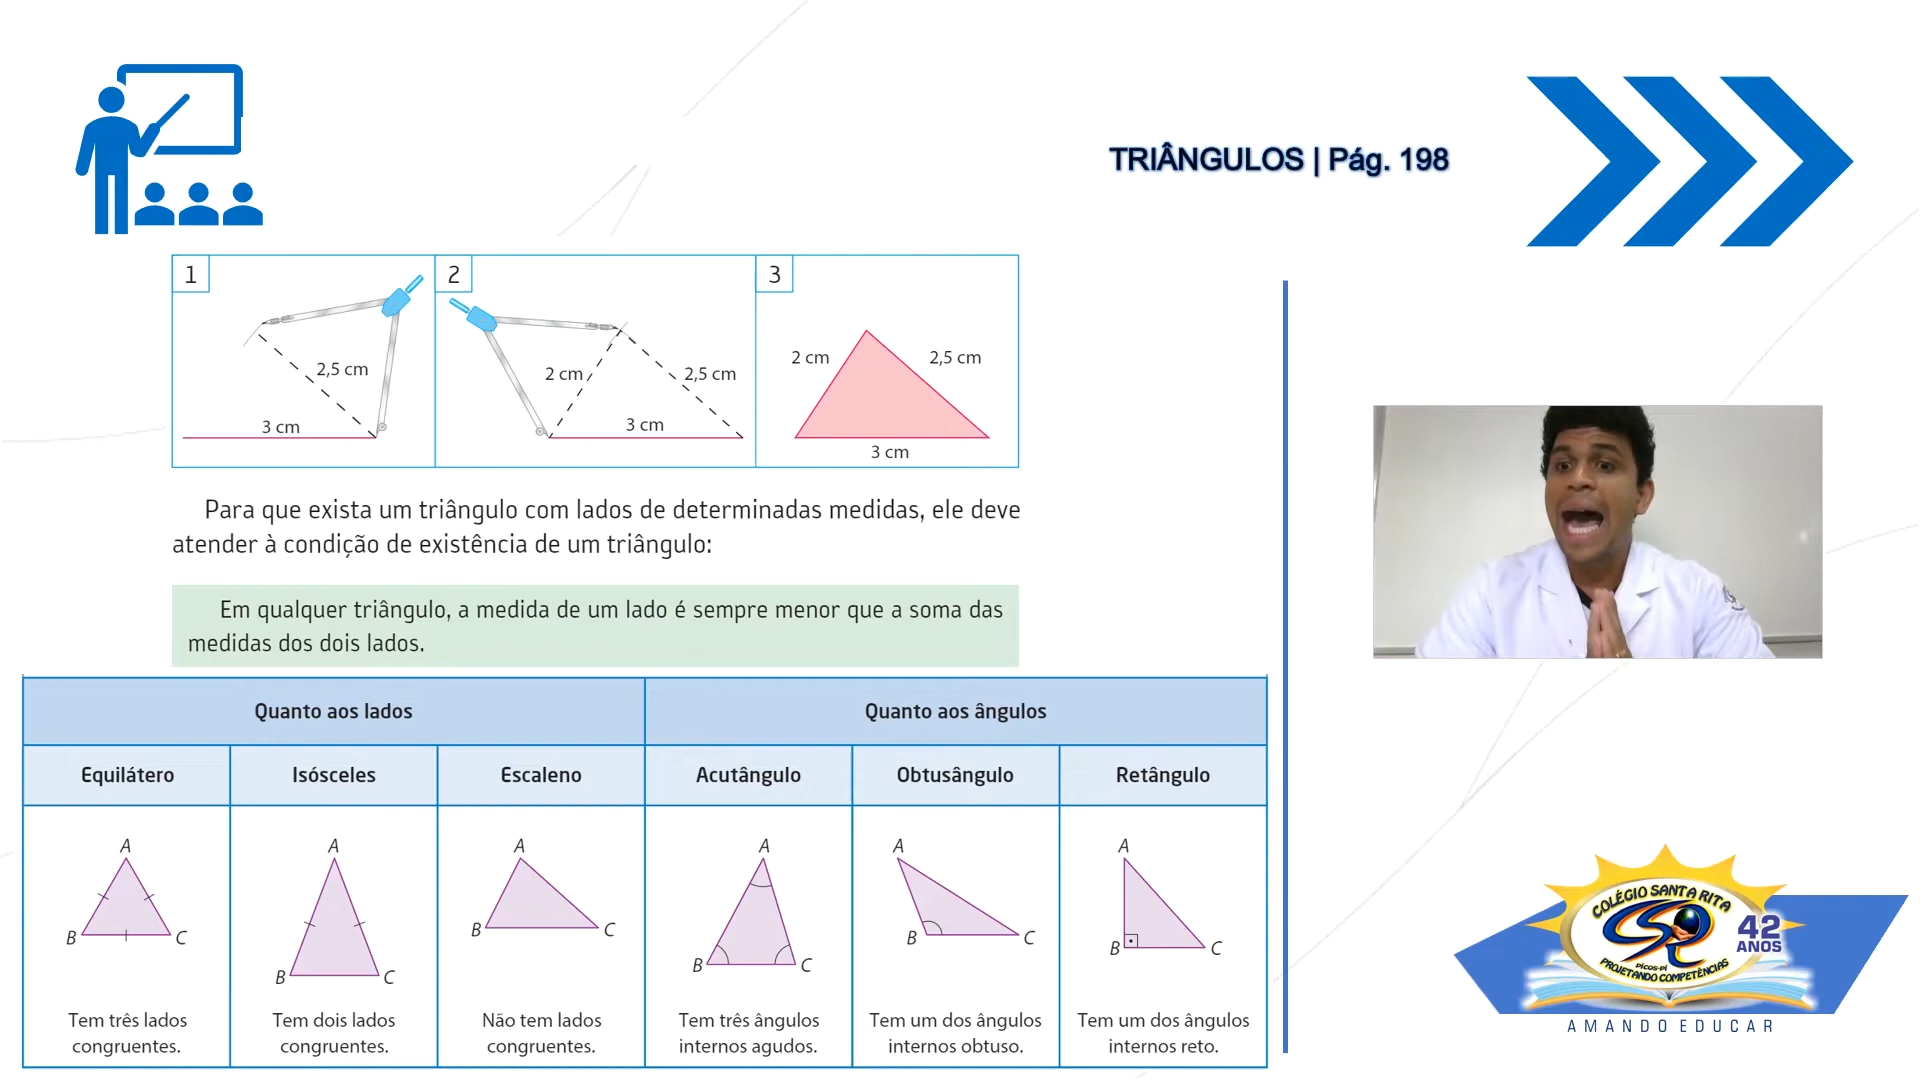 TRIÂNGULOS | Pág. 198
1
2,5 cm
3 cm
2
2 cm
2,5 cm
3 cm
3
2 cm
2,5 cm
3 cm
Para que exista um triângulo com lados de determinadas medidas, ele deve
atender à condição de existência de um triângulo:
Em qualquer triângulo, a medida de um lado é sempre menor que a soma das
medidas dos dois lados.
Quanto aos lados
Quanto aos ângulos
Equilátero
Isósceles
Escaleno
Acutângulo
Obtusângulo
Retângulo
A
B
C
A
B
C
A
B
C
A
B
C
A
B
C
A
B
C
Tem três lados
congruentes.
Tem dois lados
congruentes.
Não tem lados
congruentes.
Tem três ângulos
internos agudos.
Tem um dos ângulos
internos obtuso.
Tem um dos ângulos
internos reto.
COLÉGIO SANTA RITA
42
ANOS
PICOS-PI
PROJETANDO COMPETÊNCIAS
AMANDO EDUCAR